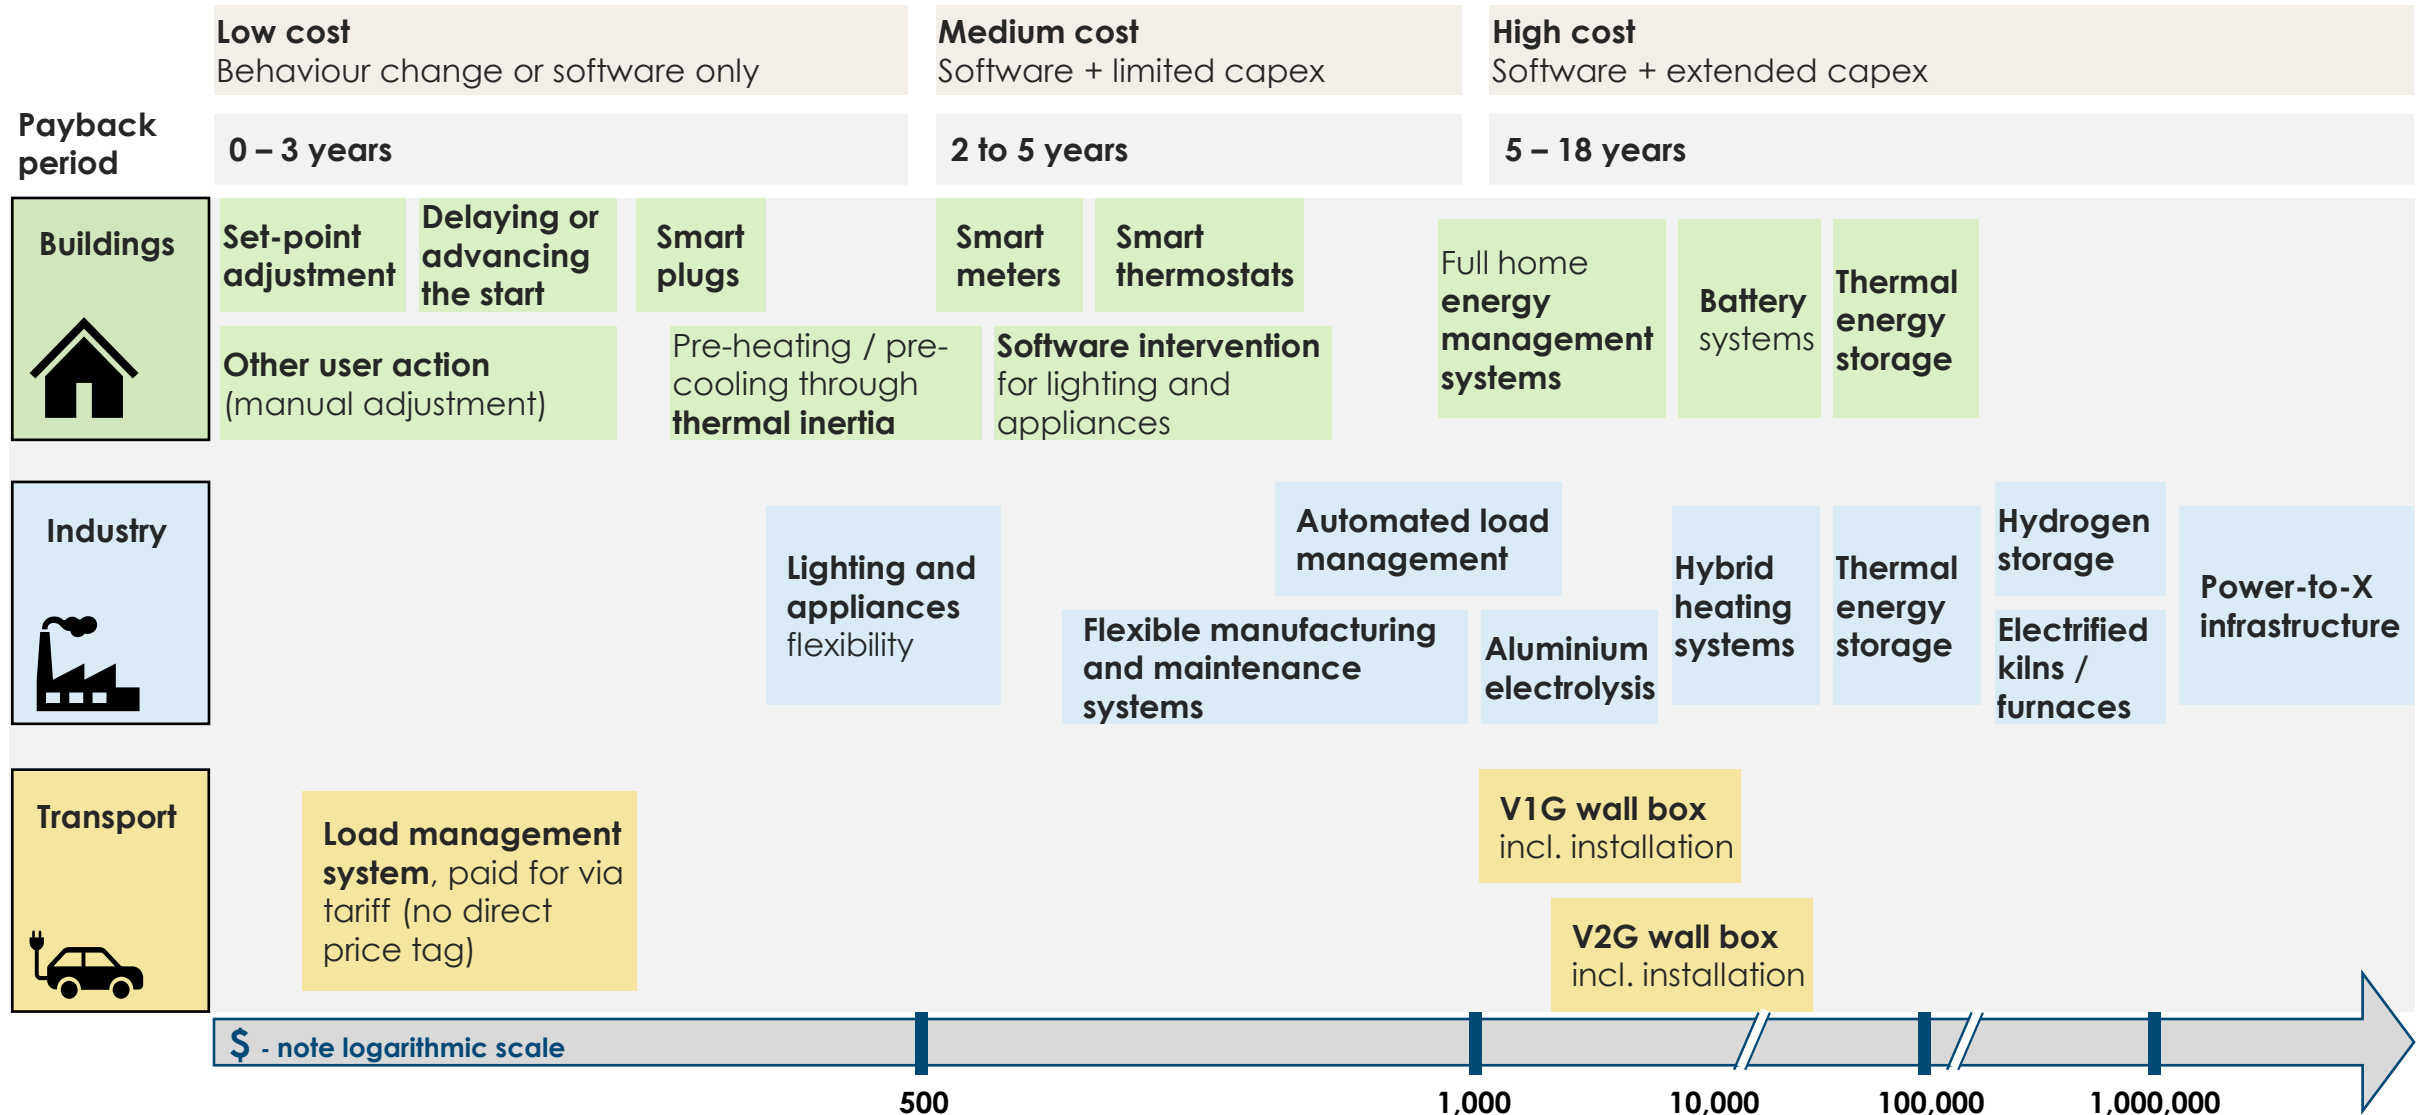 Low cost
Behaviour change or software only
Medium cost
Software + limited capex
High cost
Software + extended capex
Payback
period
0 – 3 years
2 to 5 years
5 – 18 years
Buildings
Set-point
adjustment
Delaying or
advancing
the start
Smart
plugs
Smart
meters
Smart
thermostats
Other user action
(manual adjustment)
Pre-heating / pre-
cooling through
thermal inertia
Software intervention
for lighting and
appliances
Full home
energy
management
systems
Battery
systems
Thermal
energy
storage
Industry
Lighting and
appliances
flexibility
Automated load
management
Flexible manufacturing
and maintenance
systems
Aluminium
electrolysis
Hybrid
heating
systems
Thermal
energy
storage
Hydrogen
storage
Electrified
kilns /
furnaces
Power-to-X
infrastructure
Transport
Load management
system, paid for via
tariff (no direct
price tag)
V1G wall box
incl. installation
V2G wall box
incl. installation
$ - note logarithmic scale
500
1,000
10,000
100,000
1,000,000